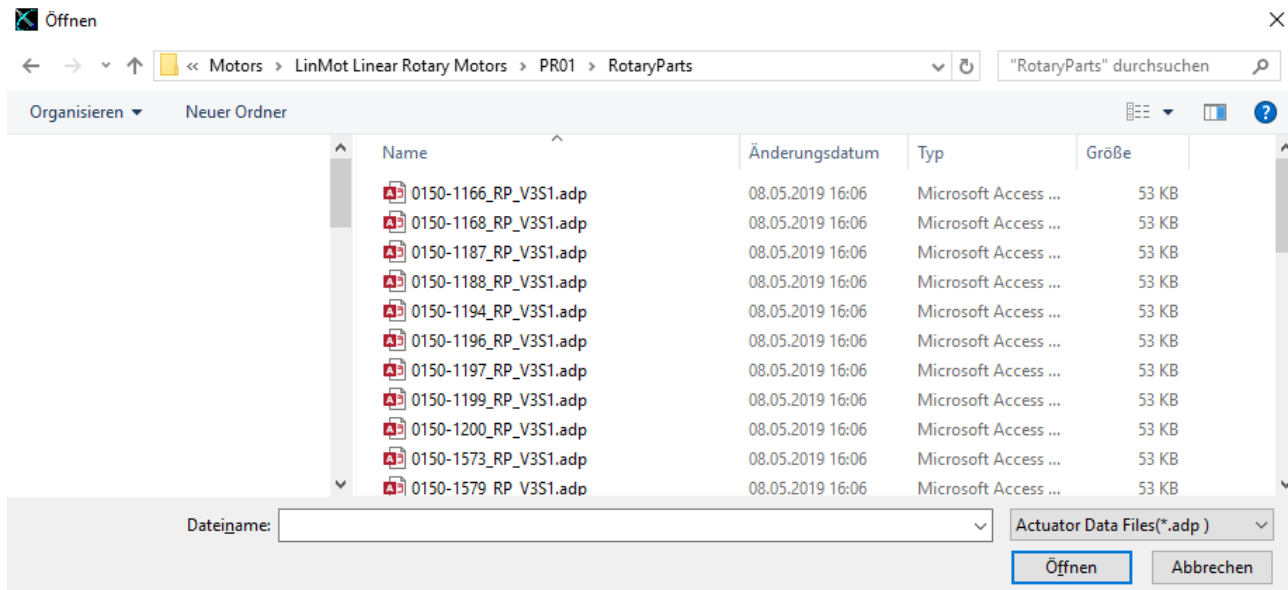 Öffnen
« Motors > LinMot Linear Rotary Motors > PR01 > RotaryParts
"RotaryParts" durchsuchen
Organisieren Neuer Ordner
Name Änderungsdatum Typ Größe
0150-1166_RP_V3S1.adp 08.05.2019 16:06 Microsoft Access ... 53 KB
0150-1168_RP_V3S1.adp 08.05.2019 16:06 Microsoft Access ... 53 KB
0150-1187_RP_V3S1.adp 08.05.2019 16:06 Microsoft Access ... 53 KB
0150-1188_RP_V3S1.adp 08.05.2019 16:06 Microsoft Access ... 53 KB
0150-1194_RP_V3S1.adp 08.05.2019 16:06 Microsoft Access ... 53 KB
0150-1196_RP_V3S1.adp 08.05.2019 16:06 Microsoft Access ... 53 KB
0150-1197_RP_V3S1.adp 08.05.2019 16:06 Microsoft Access ... 53 KB
0150-1199_RP_V3S1.adp 08.05.2019 16:06 Microsoft Access ... 53 KB
0150-1200_RP_V3S1.adp 08.05.2019 16:06 Microsoft Access ... 53 KB
0150-1573_RP_V3S1.adp 08.05.2019 16:06 Microsoft Access ... 53 KB
0150-1579_RP_V3S1.adp 08.05.2019 16:06 Microsoft Access ... 53 KB
Dateiname: Actuator Data Files(*.adp )
Öffnen Abbrechen